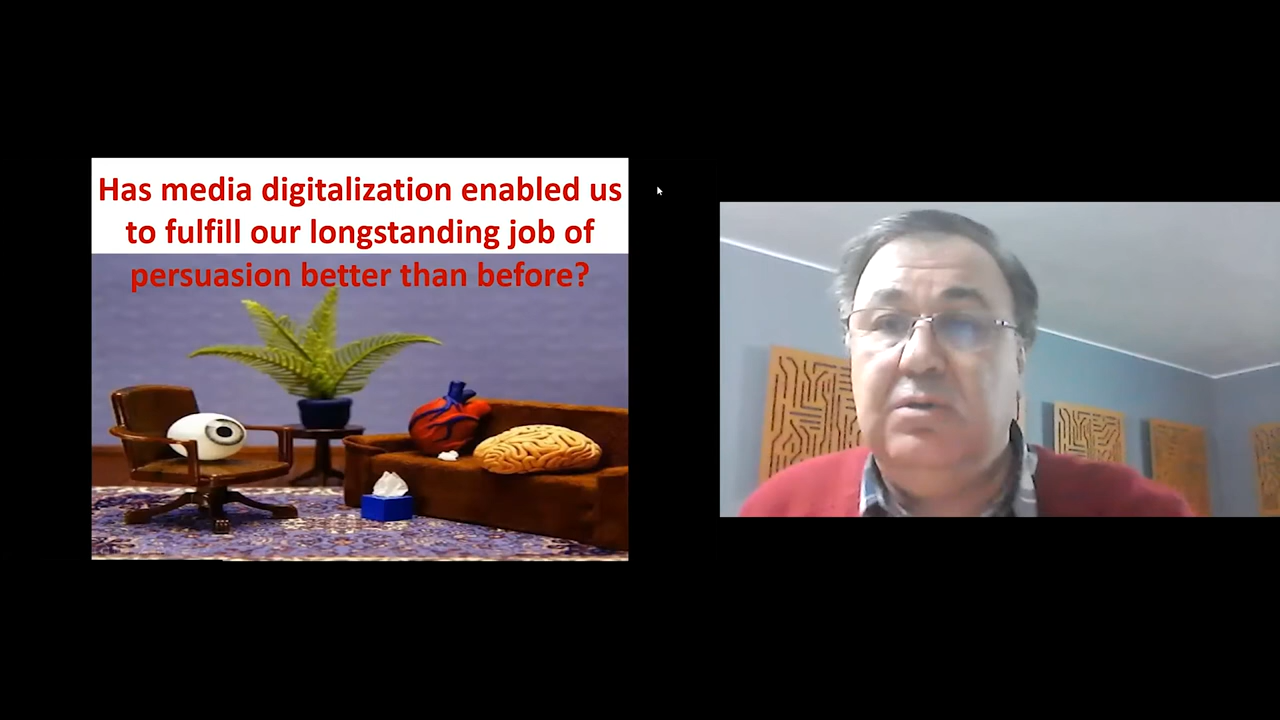 Has media digitalization enabled us
to fulfill our longstanding job of
persuasion better than before?